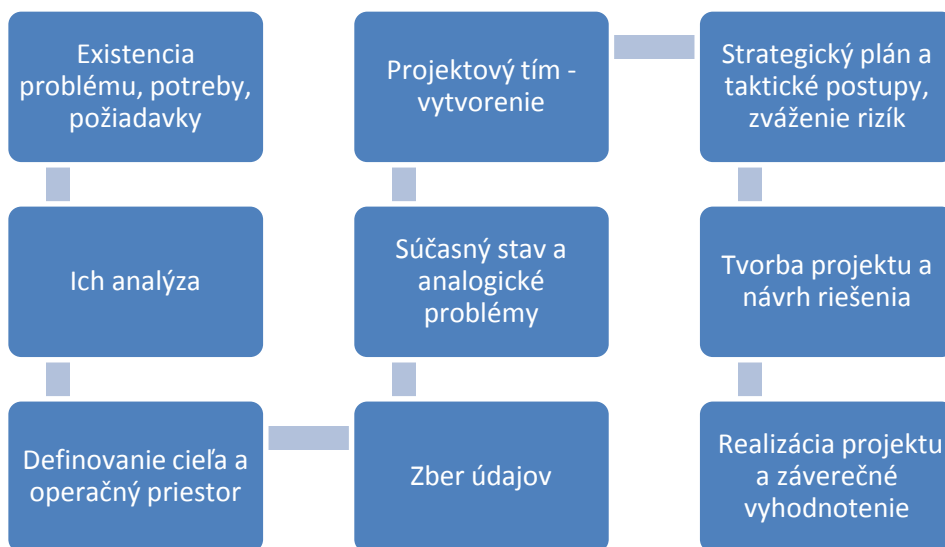 Existencia
problému, potreby,
požiadavky
Ich analýza
Definovanie cieľa a
operačný priestor
Zber údajov
Súčasný stav a
analogické
problémy
Projektový tím -
vytvorenie
Strategický plán a
taktické postupy,
zváženie rizík
Tvorba projektu a
návrh riešenia
Realizácia projektu
a záverečné
vyhodnotenie